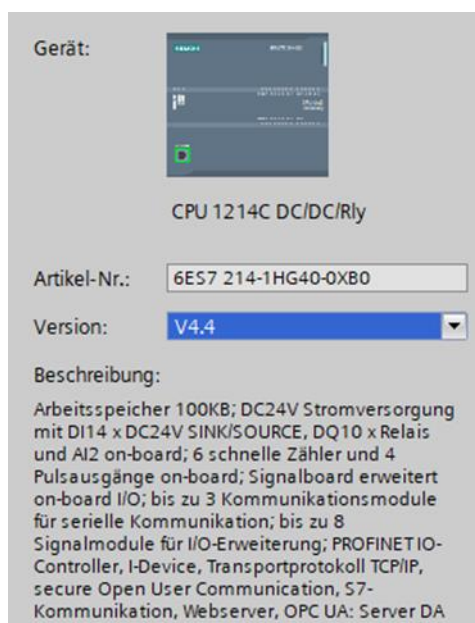 Gerät:
SIEMENS
CPU 1214C DC/DC/Rly
Artikel-Nr.: 6ES7 214-1HG40-0XB0
Version: V4.4
Beschreibung:
Arbeitsspeicher 100KB; DC24V Stromversorgung
mit DI14 x DC24V SINK/SOURCE, DQ10 x Relais
und AI2 on-board; 6 schnelle Zähler und 4
Pulsausgänge on-board; Signalboard erweitert
on-board I/O; bis zu 3 Kommunikationsmodule
für serielle Kommunikation; bis zu 8
Signalmodule für I/O-Erweiterung; PROFINET IO-
Controller, I-Device, Transportprotokoll TCP/IP,
secure Open User Communication, S7-
Kommunikation, Webserver, OPC UA: Server DA